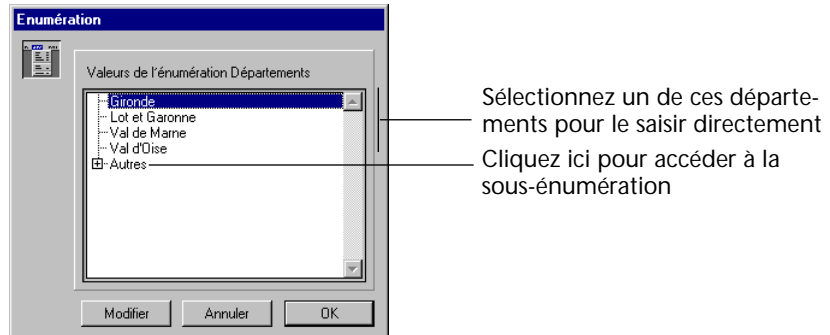 Enumération
Valeurs de l'énumération Départements
Gironde
Lot et Garonne
Val de Marne
Val d'Oise
Autres
Modifier
Annuler
OK
Sélectionnez un de ces départe-
ments pour le saisir directement
Cliquez ici pour accéder à la
sous-énumération